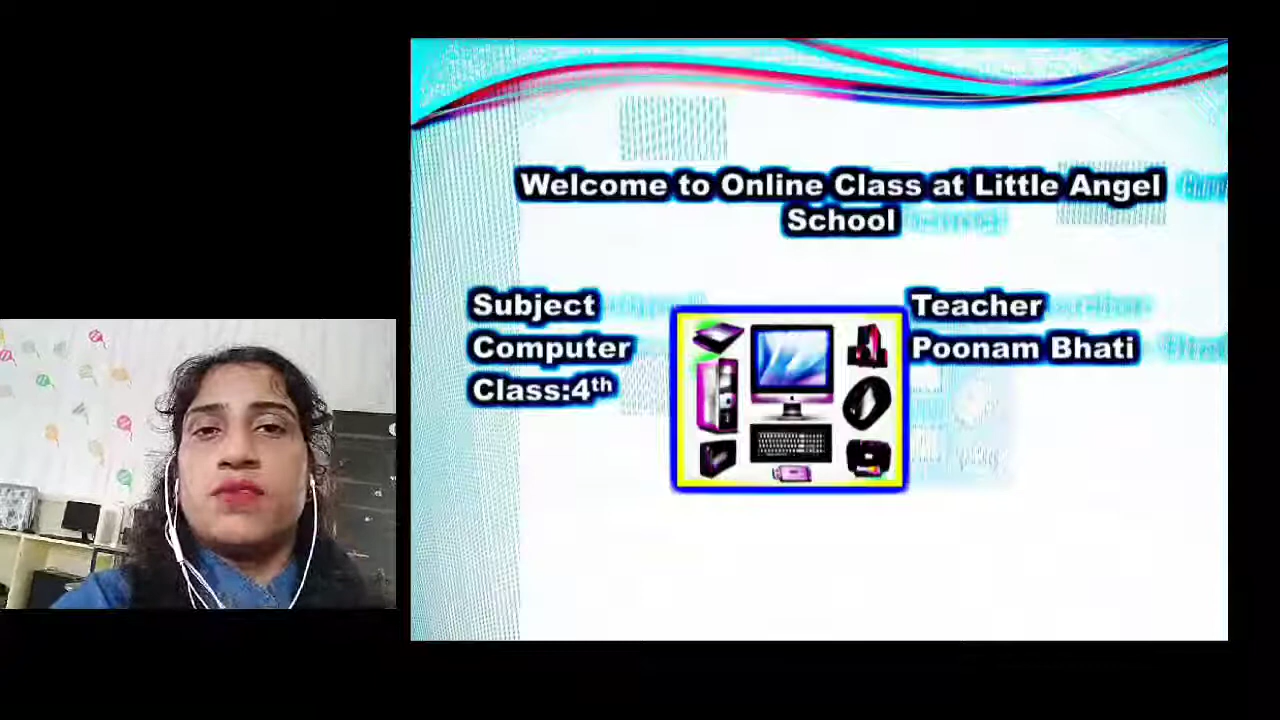 Welcome to Online Class at Little Angel
School
Subject
Computer
Class:4th
Teacher
Poonam Bhati